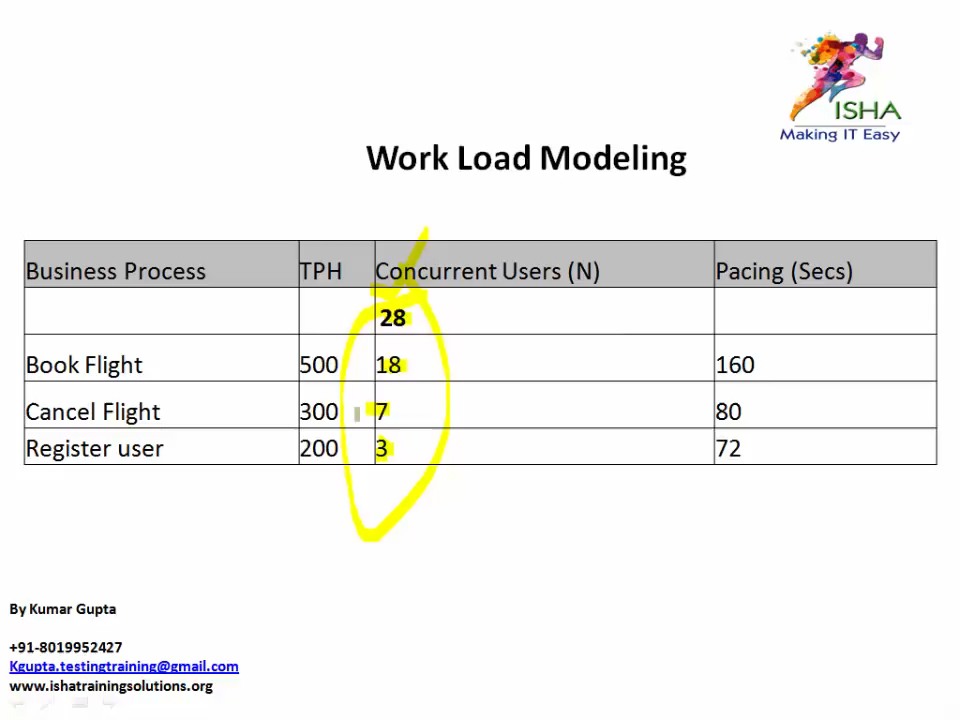 ISHA
Making IT Easy
Work Load Modeling
Business Process TPH Concurrent Users (N) Pacing (Secs)
28
Book Flight 500 18 160
Cancel Flight 300 7 80
Register user 200 3 72
By Kumar Gupta
+91-8019952427
Kgupta.testingtraining@gmail.com
www.ishatrainingsolutions.org